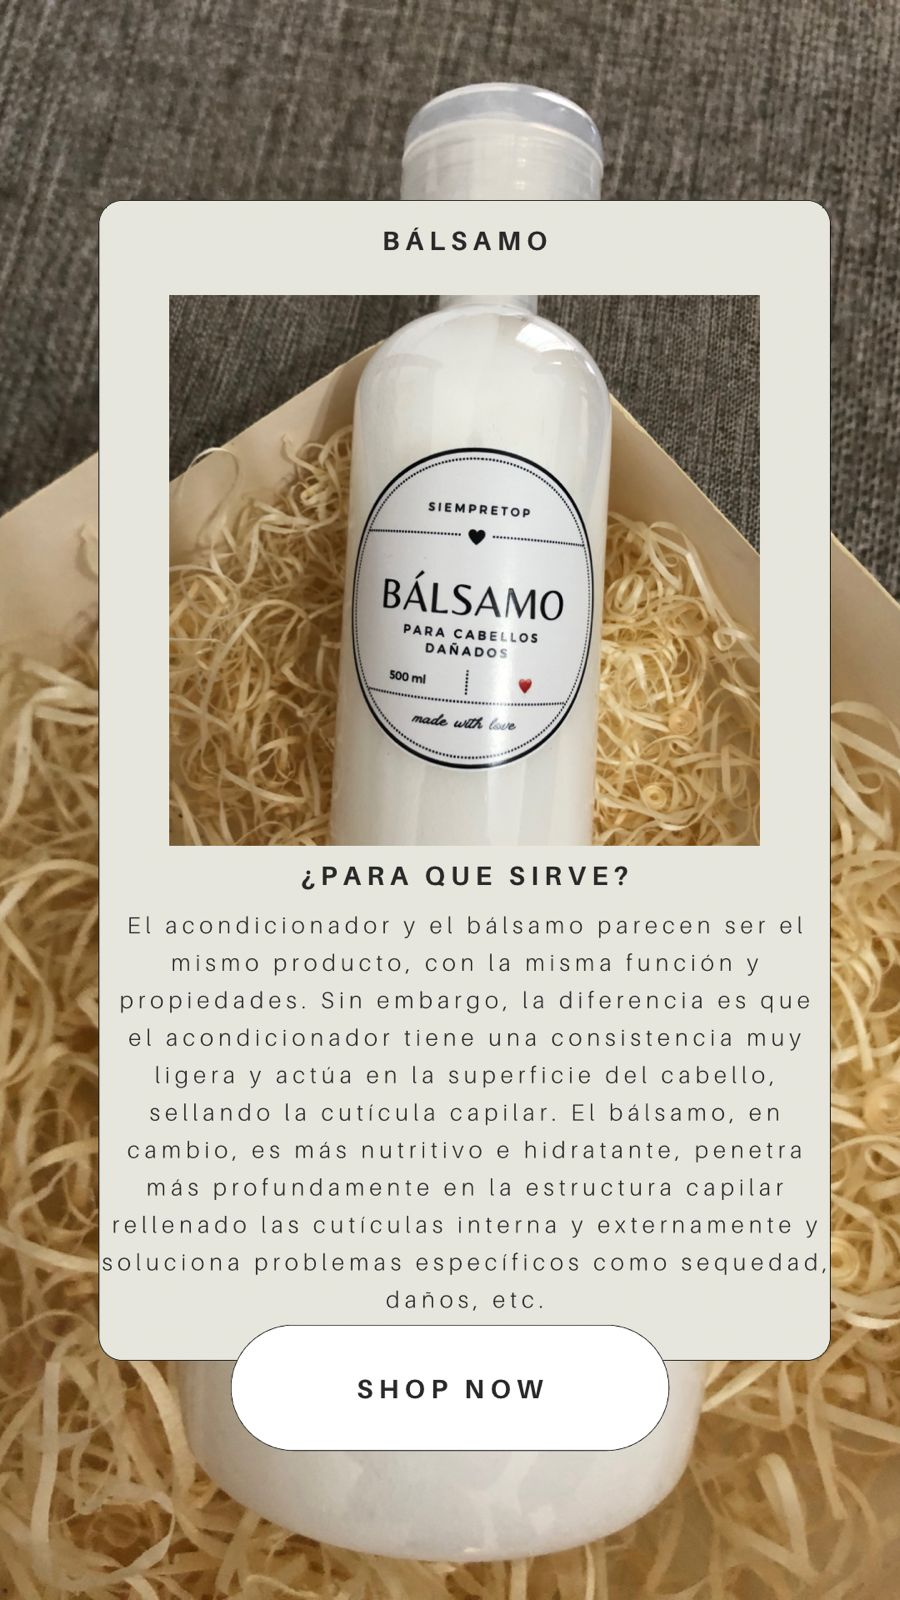 BÁLSAMO
SIEMPRETOP
BÁLSAMO
PARA CABELLOS
DAÑADOS
500 ml
made with love
¿PARA QUE SIRVE?
El acondicionador y el bálsamo parecen ser el
mismo producto, con la misma función y
propiedades. Sin embargo, la diferencia es que
el acondicionador tiene una consistencia muy
ligera y actúa en la superficie del cabello,
sellando la cutícula capilar. El bálsamo, en
cambio, es más nutritivo e hidratante, penetra
más profundamente en la estructura capilar
rellenado las cutículas interna y externamente y
soluciona problemas específicos como sequedad,
daños, etc.
SHOP NOW